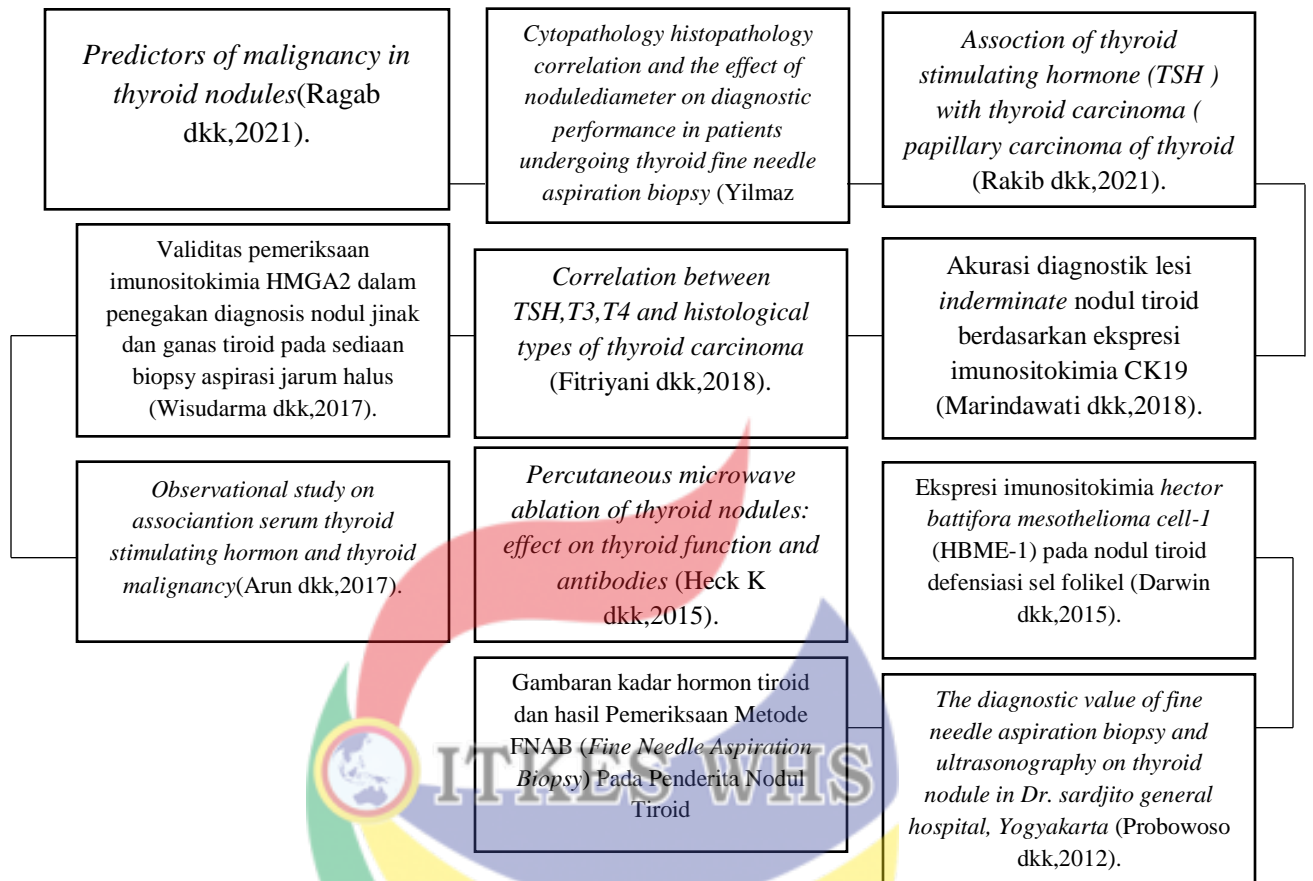 Predictors of malignancy in
thyroid nodules(Ragab
dkk,2021).
Cytopathology histopathology
correlation and the effect of
nodulediameter on diagnostic
performance in patients
undergoing thyroid fine needle
aspiration biopsy (Yilmaz
Assoction of thyroid
stimulating hormone (TSH )
with thyroid carcinoma (
papillary carcinoma of thyroid
(Rakib dkk,2021).
Validitas pemeriksaan
imunositokimia HMGA2 dalam
penegakan diagnosis nodul jinak
dan ganas tiroid pada sediaan
biopsy aspirasi jarum halus
(Wisudarma dkk,2017).
Correlation between
TSH,T3,T4 and histological
types of thyroid carcinoma
(Fitriyani dkk,2018).
Akurasi diagnostik lesi
inderminate nodul tiroid
berdasarkan ekspresi
imunositokimia CK19
(Marindawati dkk,2018).
Observational study on
associantion serum thyroid
stimulating hormon and thyroid
malignancy(Arun dkk,2017).
Percutaneous microwave
ablation of thyroid nodules:
effect on thyroid function and
antibodies (Heck K
dkk,2015).
Ekspresi imunositokimia hector
battifora mesothelioma cell-1
(HBME-1) pada nodul tiroid
defensiasi sel folikel (Darwin
dkk,2015).
Gambaran kadar hormon tiroid
dan hasil Pemeriksaan Metode
FNAB (Fine Needle Aspiration
Biopsy) Pada Penderita Nodul
Tiroid
The diagnostic value of fine
needle aspiration biopsy and
ultrasonography on thyroid
nodule in Dr. sardjito general
hospital, Yogyakarta (Probowoso
dkk,2012).
ITKES WHS